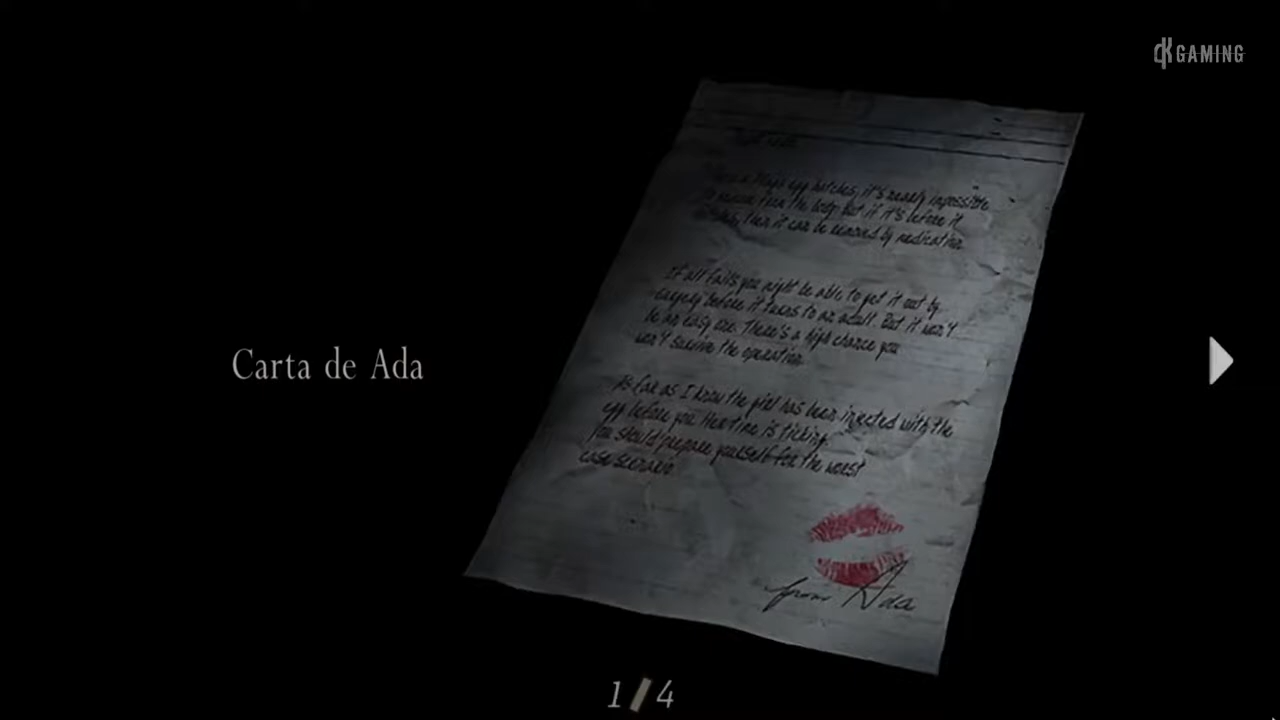 GAMING
egg hatches, it's nearly impossible
to remove from the body. But if it's before it
hatches, then it can be removed by medication.
If all fails you might be able to get it out by
surgery before it turns to an adult. But it won't
be an easy one. There's a high chance you
won't survive the operation.
As far as I know the girl has been injected with the
egg before you. Her time is ticking.
You should prepare yourself for the worst
case scenario.
from Ada
Carta de Ada
1/4